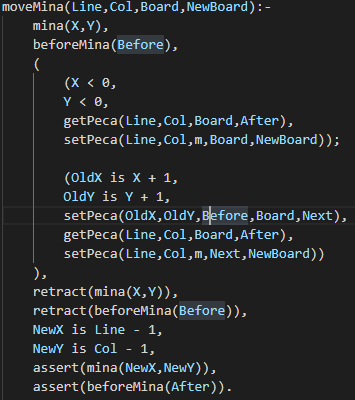 moveMina(Line,Col,Board,NewBoard):-
mina(X,Y),
beforeMina(Before),
(
(X < 0,
Y < 0,
getPeca(Line,Col,Board,After),
setPeca(Line,Col,m,Board,NewBoard));
(OldX is X + 1,
OldY is Y + 1,
setPeca(OldX,OldY,Before,Board,Next),
getPeca(Line,Col,Board,After),
setPeca(Line,Col,m,Next,NewBoard))
),
retract(mina(X,Y)),
retract(beforeMina(Before)),
NewX is Line - 1,
NewY is Col - 1,
assert(mina(NewX,NewY)),
assert(beforeMina(After)).